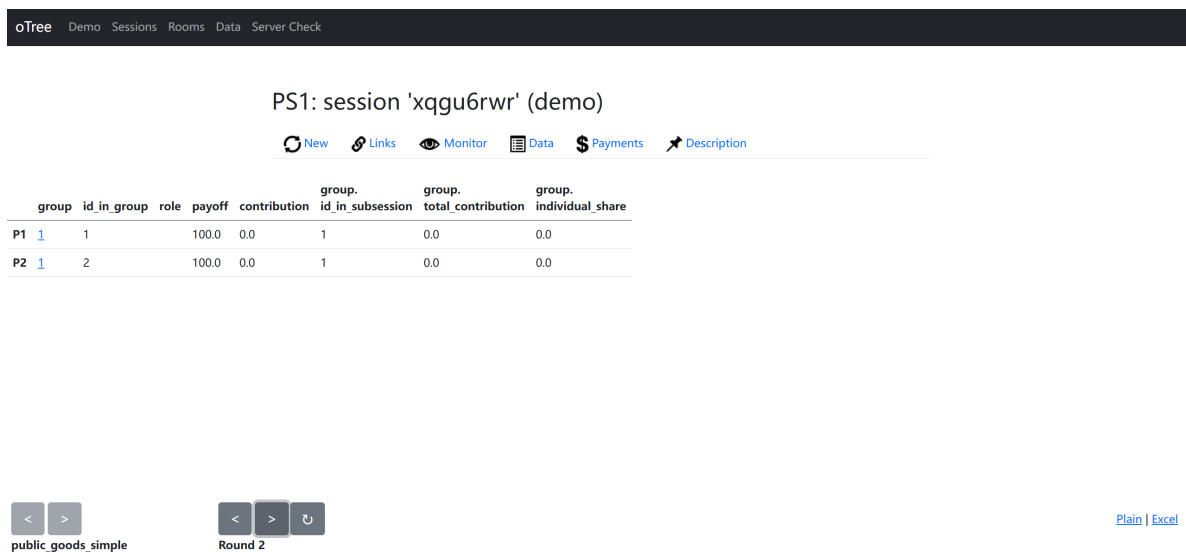 oTree Demo Sessions Rooms Data Server Check
PS1: session 'xqgu6rwr' (demo)
New Links Monitor Data Payments Description
group id_in_group role payoff contribution group. id_in_subsession group. total_contribution group. individual_share
P1 1 1 100.0 0.0 1 0.0 0.0
P2 1 2 100.0 0.0 1 0.0 0.0
< > < > ↻ Plain | Excel
public_goods_simple Round 2